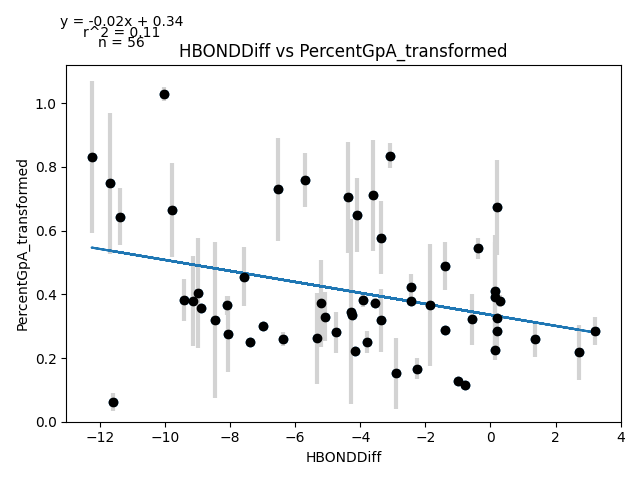 y = -0.02x + 0.34
r^2 = 0.11
n = 56
HBONDDiff vs PercentGpA_transformed
1.0
0.8
0.6
0.4
0.2
0.0
PercentGpA_transformed
−12
−10
−8
−6
−4
−2
0
2
4
HBONDDiff